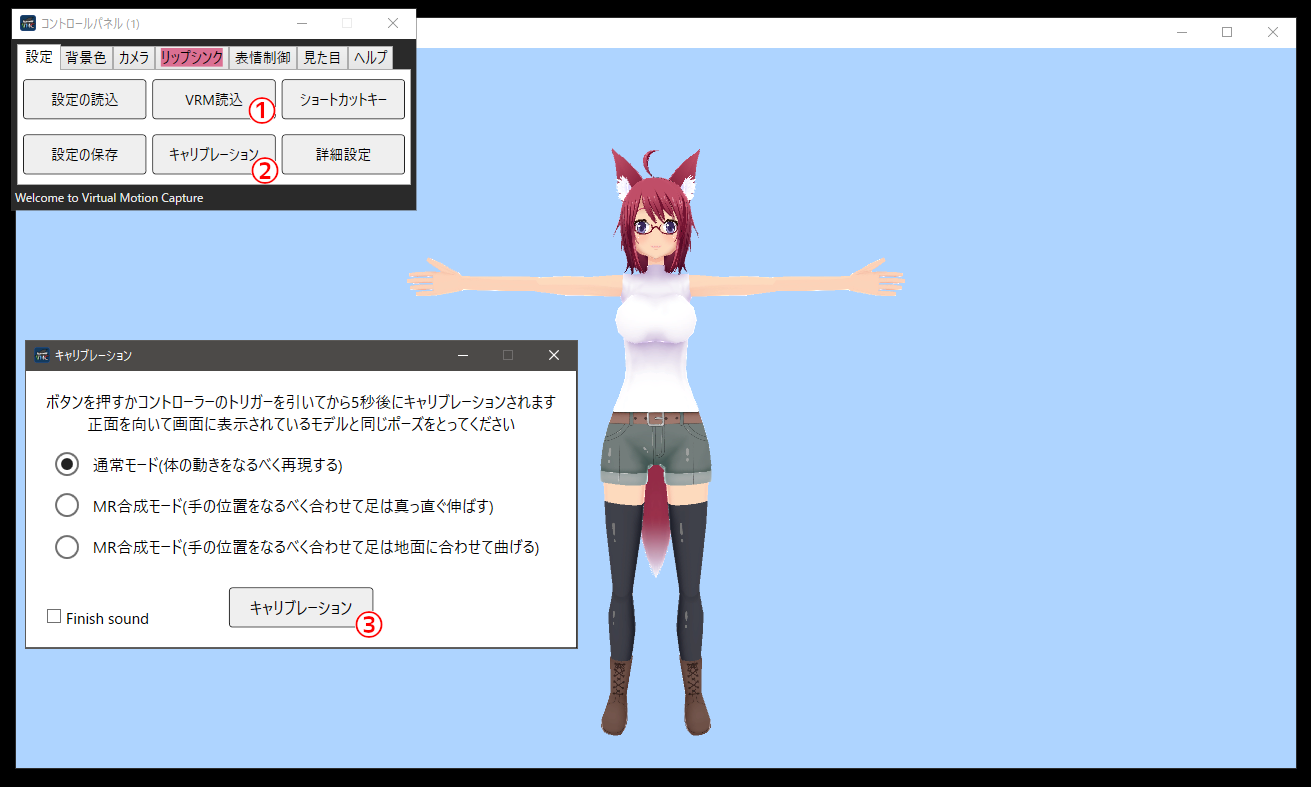 コントロールパネル (1)
設定 背景色 カメラ リップシンク 表情制御 見た目 ヘルプ
設定の読込 VRM読込 ショートカットキー
①
設定の保存 キャリブレーション 詳細設定
②
Welcome to Virtual Motion Capture
キャリブレーション
ボタンを押すかコントローラーのトリガーを引いてから5秒後にキャリブレーションされます
正面を向いて画面に表示されているモデルと同じポーズをとってください
通常モード(体の動きをなるべく再現する)
MR合成モード(手の位置をなるべく合わせて足は真っ直ぐ伸ばす)
MR合成モード(手の位置をなるべく合わせて足は地面に合わせて曲げる)
キャリブレーション
③
Finish sound